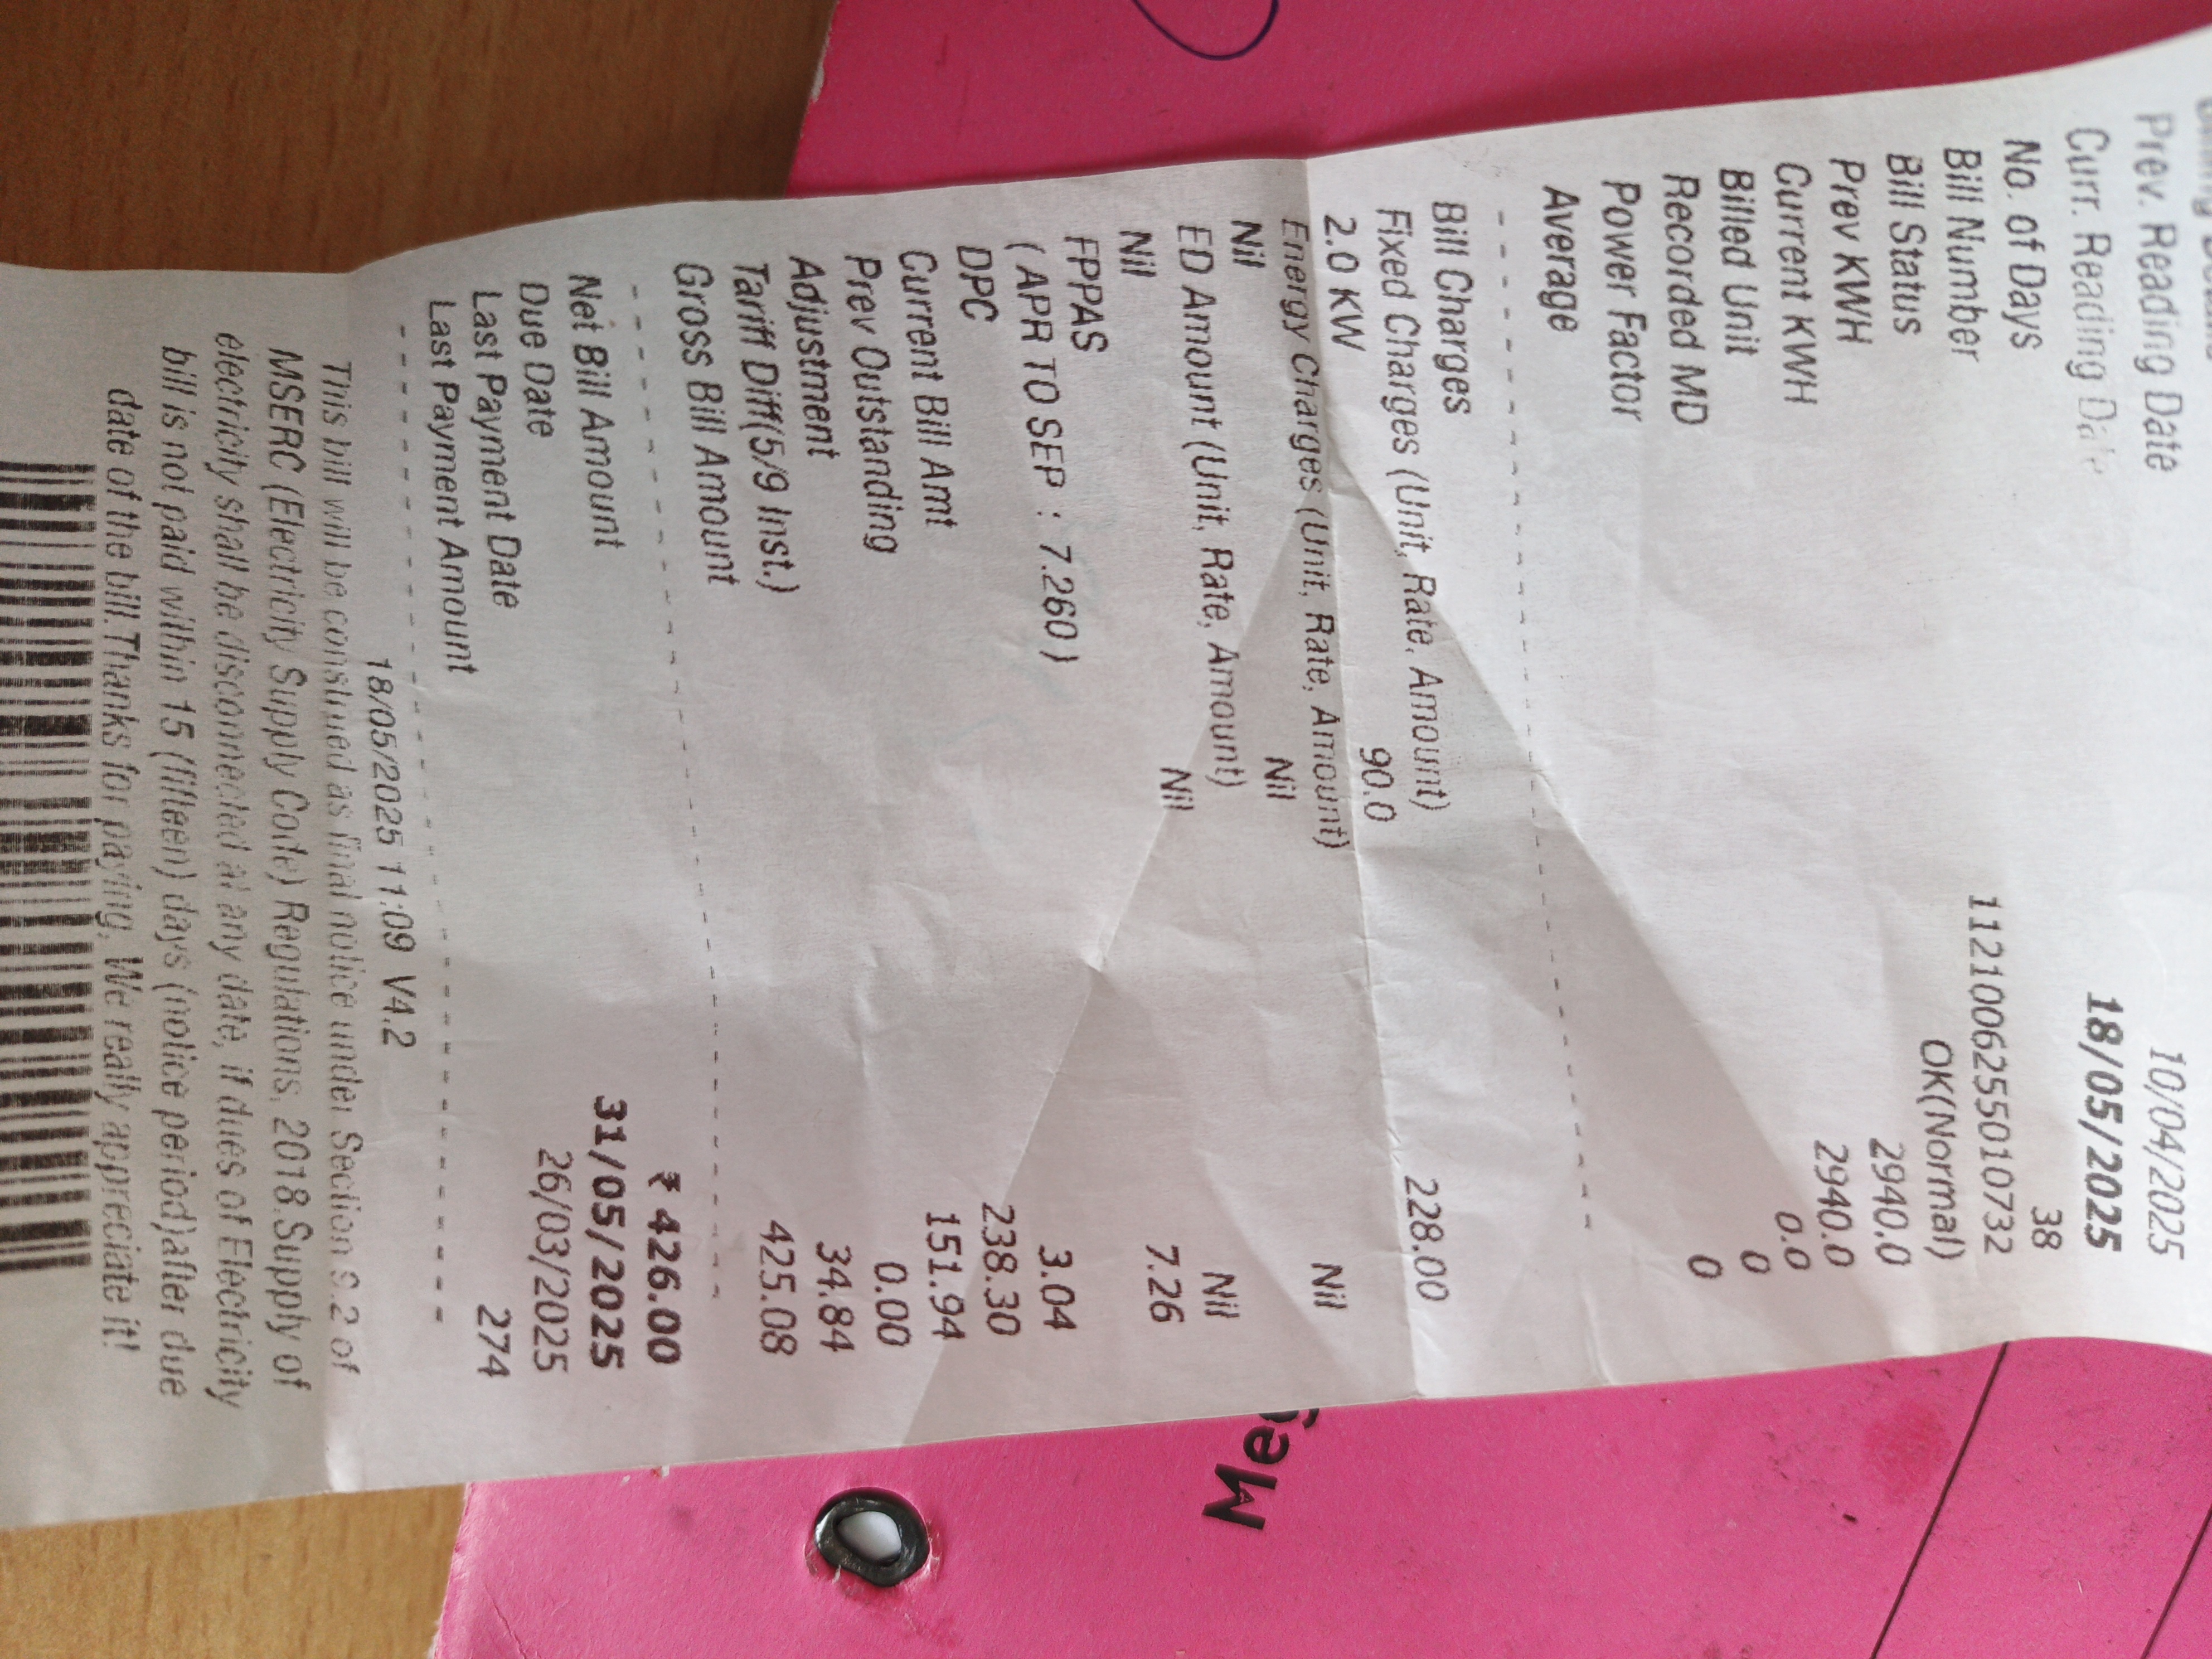 Prev. Reading Date 10/04/2025
Curr. Reading Date 18/05/2025
No. of Days 38
Bill Number 1121006255010732
Bill Status OK(Normal)
Prev KWH 2940.0
Current KWH 2940.0
Billed Unit 0.0
Recorded MD 0
Power Factor 0
Average
Bill Charges
Fixed Charges (Unit, Rate, Amount)
2.0 KW 90.0 228.00
Energy Charges (Unit, Rate, Amount)
Nil Nil Nil
ED Amount (Unit, Rate, Amount)
Nil Nil Nil
FPPAS 7.26
( APR TO SEP : 7.260 )
DPC 3.04
Current Bill Amt 238.30
Prev Outstanding 151.94
Adjustment 0.00
Tariff Diff(5/9 Inst.) 34.84
Gross Bill Amount 425.08
Net Bill Amount ₹ 426.00
Due Date 31/05/2025
Last Payment Date 26/03/2025
Last Payment Amount 274
18/05/2025 11:09 V4.2
This bill will be construed as final notice under Section 9.2 of
MSERC (Electricity Supply Code) Regulations, 2018.Supply of
electricity shall be disconnected at any date, if dues of Electricity
bill is not paid within 15 (fifteen) days (notice period)after due
date of the bill.Thanks for paying. We really appreciate it!
Meg